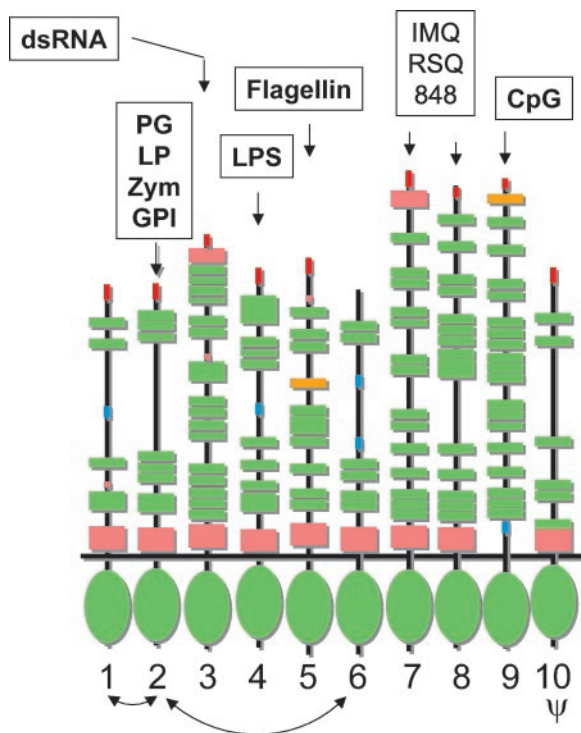 dsRNA
PG
LP
Zym
GPI
LPS
Flagellin
IMQ
RSQ
848
CpG
1 2 3 4 5 6 7 8 9 10
ψ